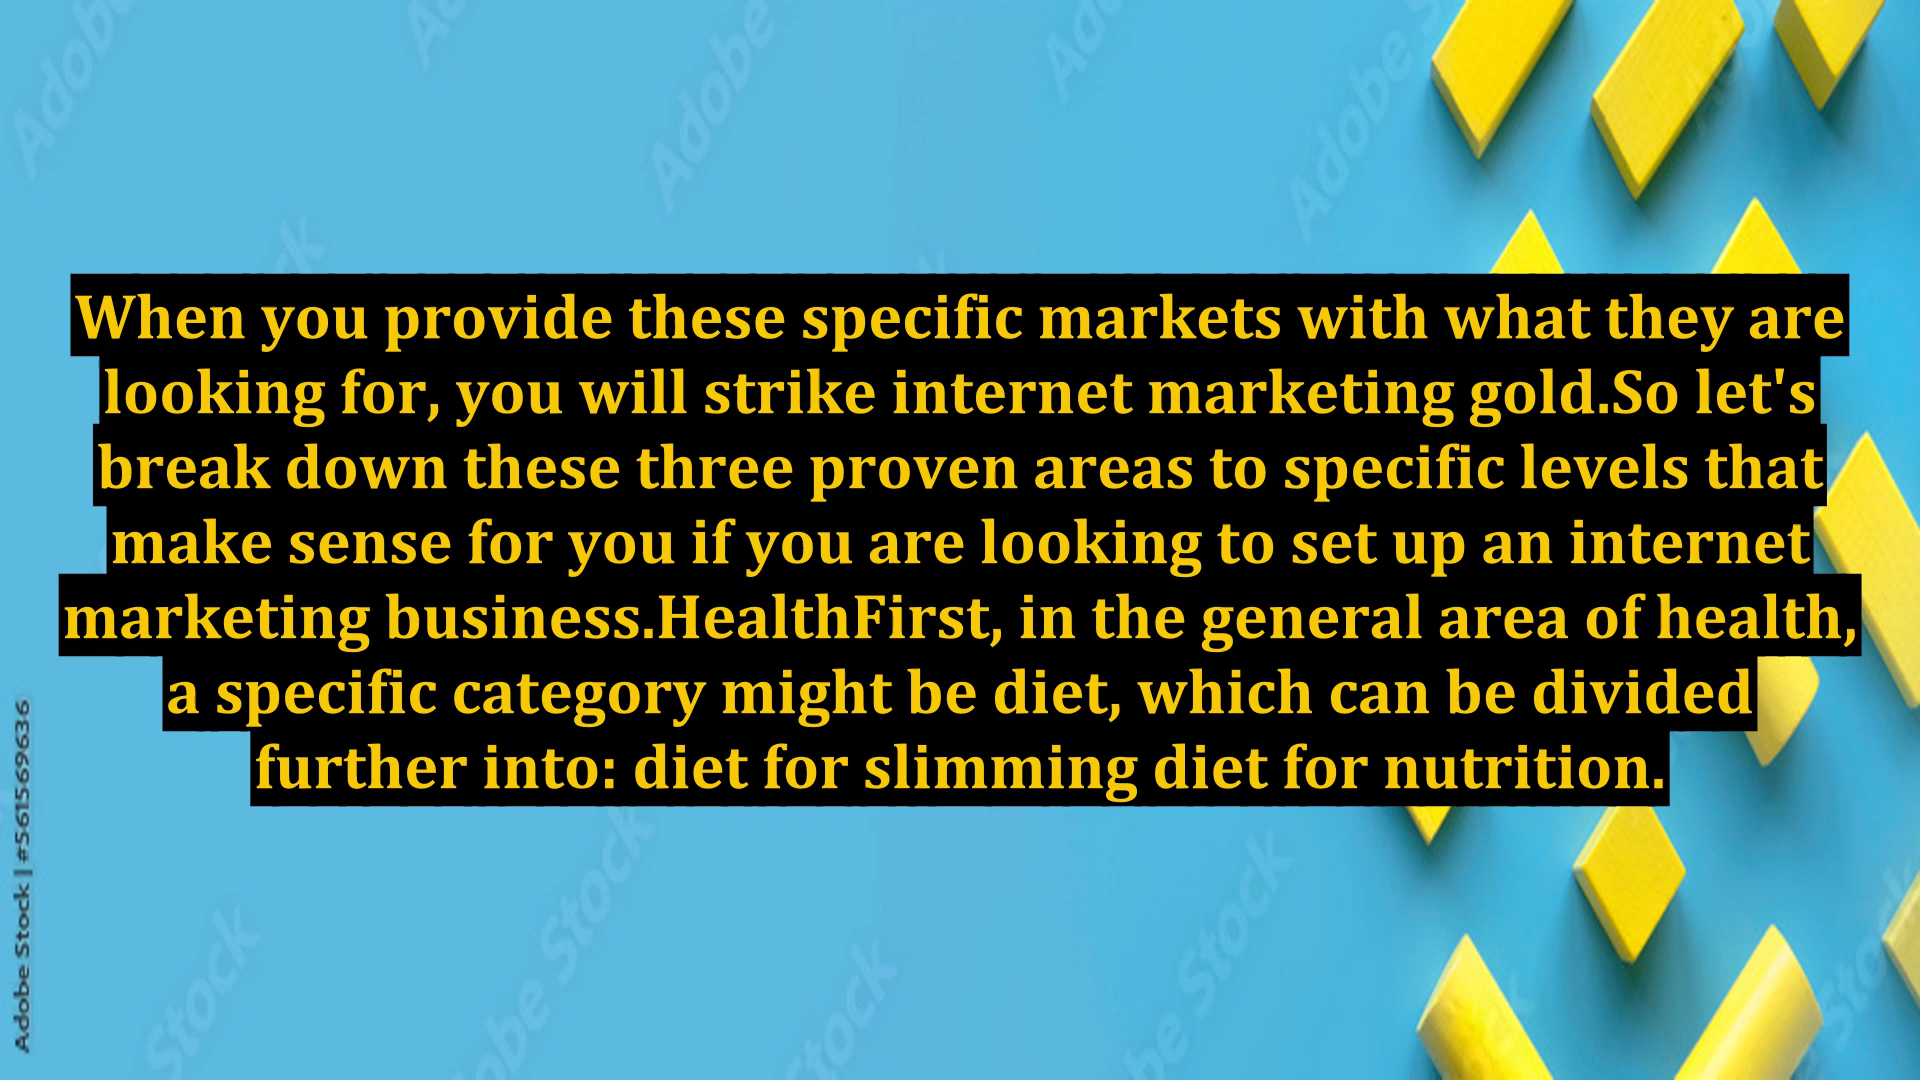 When you provide these specific markets with what they are
looking for, you will strike internet marketing gold.So let's
break down these three proven areas to specific levels that
make sense for you if you are looking to set up an internet
marketing business.HealthFirst, in the general area of health,
a specific category might be diet, which can be divided
further into: diet for slimming diet for nutrition.
Adobe Stock | #561569636